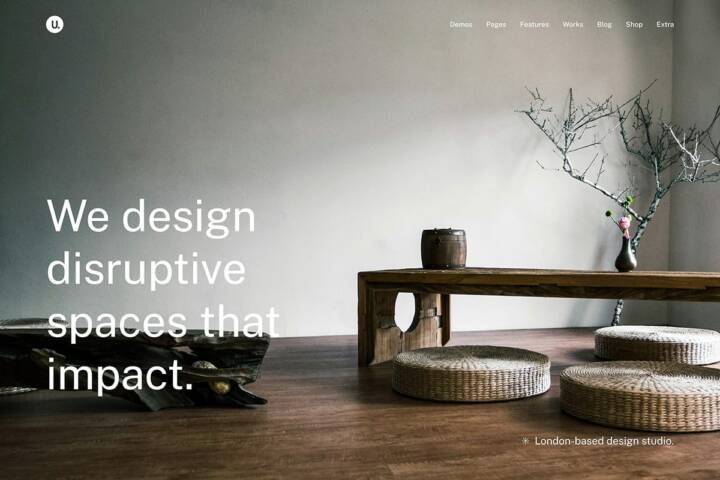 U.
Demos Pages Features Works Blog Shop Extra
We design
disruptive
spaces that
impact.
✳ London-based design studio.